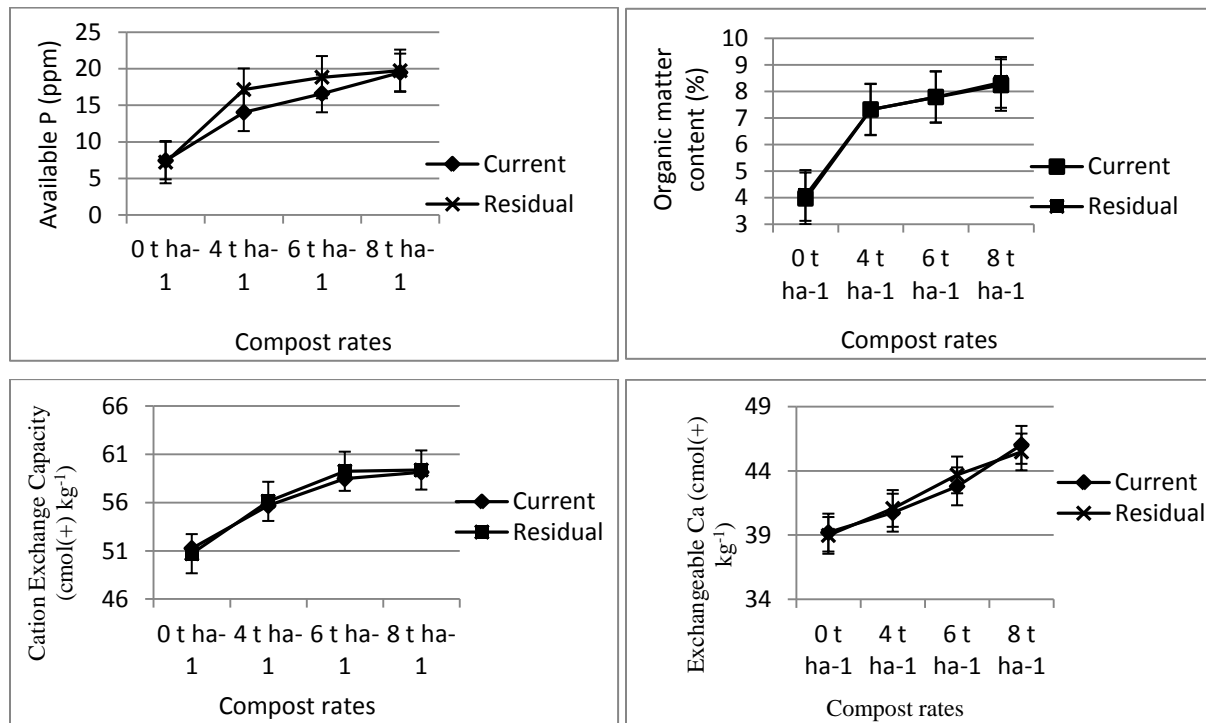 Available P (ppm)
25
20
15
10
5
0
0 t ha-
1
4 t ha-
1
6 t ha-
1
8 t ha-
1
Compost rates
Current
Residual
Organic matter
content (%)
10
9
8
7
6
5
4
3
0 t
ha-1
4 t
ha-1
6 t
ha-1
8 t
ha-1
Compost rates
Current
Residual
Cation Exchange Capacity
(cmol(+) kg-1)
66
61
56
51
46
0 t ha-
1
4 t ha-
1
6 t ha-
1
8 t ha-
1
Compost rates
Current
Residual
Exchangeable Ca (cmol(+)
kg-1)
49
44
39
34
0 t
ha-1
4 t
ha-1
6 t
ha-1
8 t
ha-1
Compost rates
Current
Residual